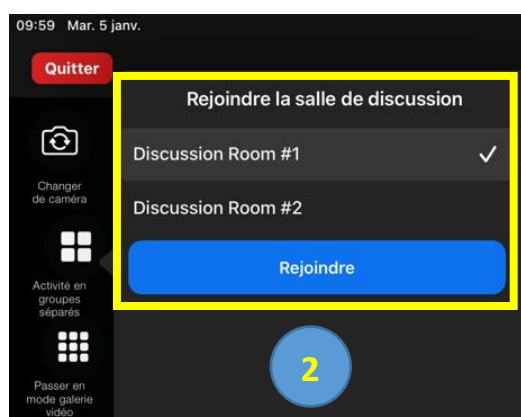 09:59 Mar. 5 janv.
Quitter
Rejoindre la salle de discussion
Discussion Room #1
Changer
de caméra
Discussion Room #2
Rejoindre
Activité en
groupes
séparés
2
Passer en
mode galerie
vidéo